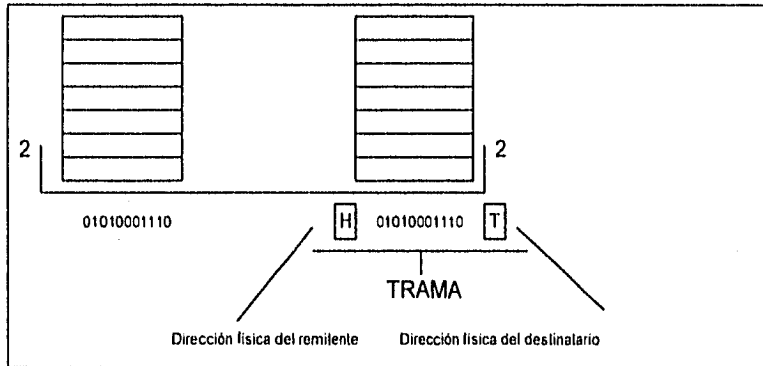 2 2
01010001110 H 01010001110 T
TRAMA
Dirección física del remitente Dirección física del destinatario